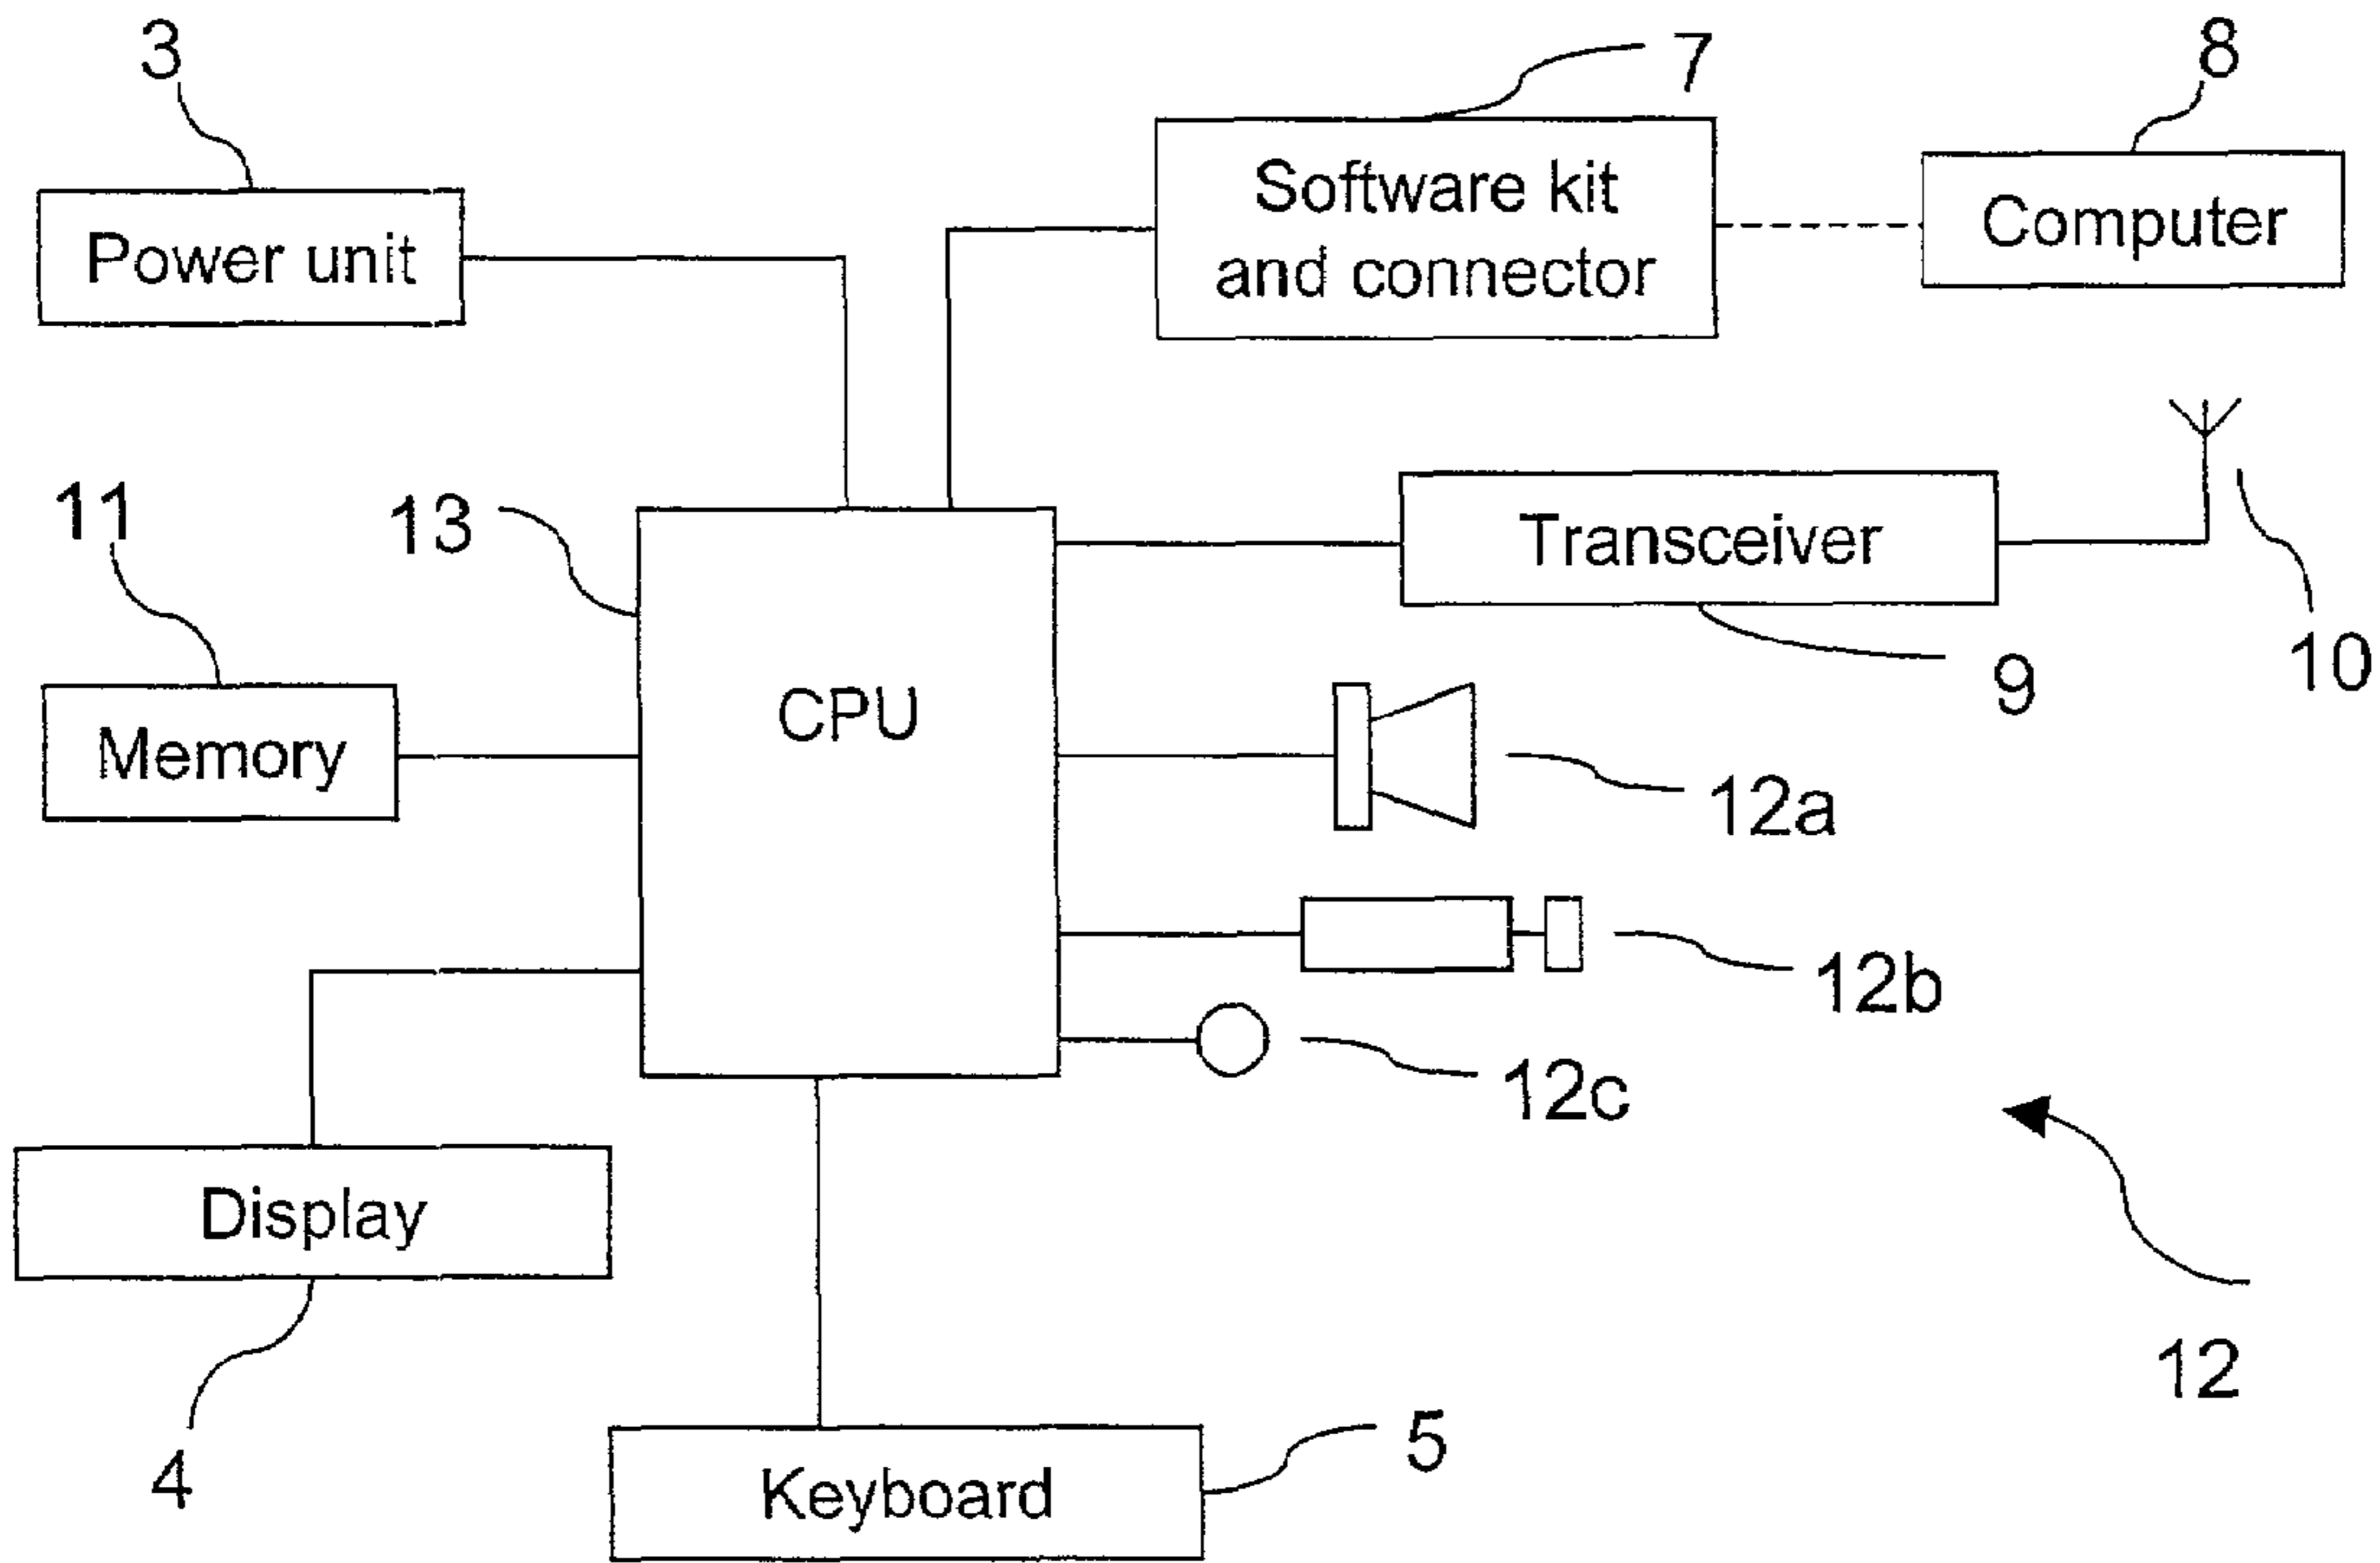 3
7
8
Power unit
Software kit
and connector
Computer
11
13
Transceiver
10
9
CPU
Memory
12a
12b
12c
Display
12
4
5
Keyboard